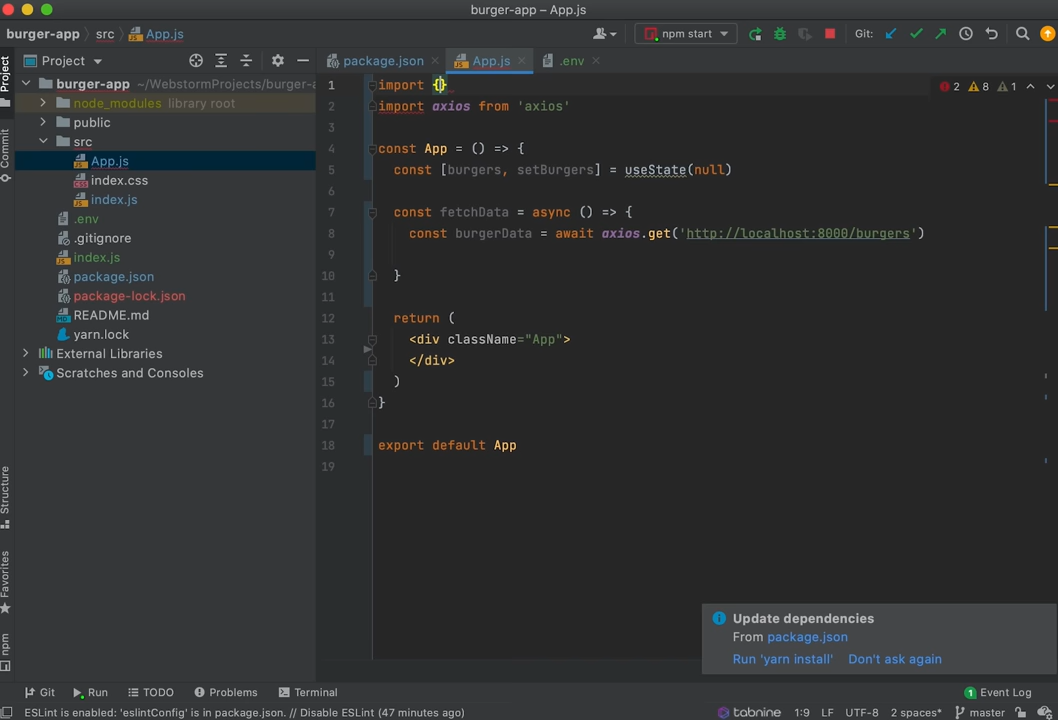 burger-app – App.js
burger-app src App.js npm start Git:
Project
package.json App.js .env
burger-app ~/WebstormProjects/burger-a
node_modules library root
public
src
App.js
index.css
index.js
.env
.gitignore
index.js
package.json
package-lock.json
README.md
yarn.lock
External Libraries
Scratches and Consoles
Project
Commit
Structure
Favorites
npm
1 import {}
2 import axios from 'axios'
3
4 const App = () => {
5 const [burgers, setBurgers] = useState(null)
6
7 const fetchData = async () => {
8 const burgerData = await axios.get('http://localhost:8000/burgers')
9
10 }
11
12 return (
13 <div className="App">
14 </div>
15 )
16 }
17
18 export default App
19
2 8 1
Update dependencies
From package.json
Run 'yarn install' Don't ask again
Git Run TODO Problems Terminal 1 Event Log
ESLint is enabled: 'eslintConfig' is in package.json. // Disable ESLint (47 minutes ago) tabnine 1:9 LF UTF-8 2 spaces* master